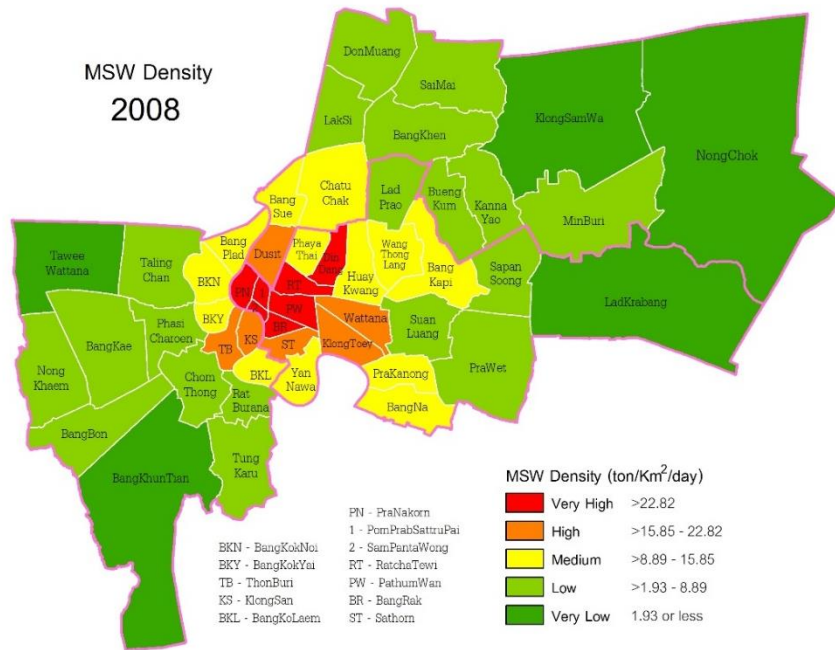 MSW Density
2008
DonMuang
SaiMai
LakSi
BangKhen
KlongSamWa
NongChok
Chatu
Chak
Bang
Sue
Lad
Prao
Bueng
Kum
Kanna
Yao
MinBuri
Bang
Plad
Phaya
Thai
Din
Dang
Wang
Thong
Lang
Tawee
Wattana
Taling
Chan
Dusit
Huay
Kwang
Bang
Kapi
Sapan
Soong
BKN
PN
1
RT
LadKrabang
BKY
PW
Wattana
Suan
Luang
BangKae
Phasi
Charoen
TB
KS
BR
ST
KlongToey
PraWet
Nong
Khaem
Chom
Thong
BKL
Yan
Nawa
PraKanong
Rat
Burana
BangNa
BangBon
Tung
Karu
BangKhunTian
MSW Density (ton/Km²/day)
Very High >22.82
High >15.85 - 22.82
Medium >8.89 - 15.85
Low >1.93 - 8.89
Very Low 1.93 or less
BKN - BangKokNoi
BKY - BangKokYai
TB - ThonBuri
KS - KlongSan
BKL - BangKoLaem
PN - PraNakorn
1 - PomPrabSattruPai
2 - SamPantaWong
RT - RatchaTewi
PW - PathumWan
BR - BangRak
ST - Sathorn